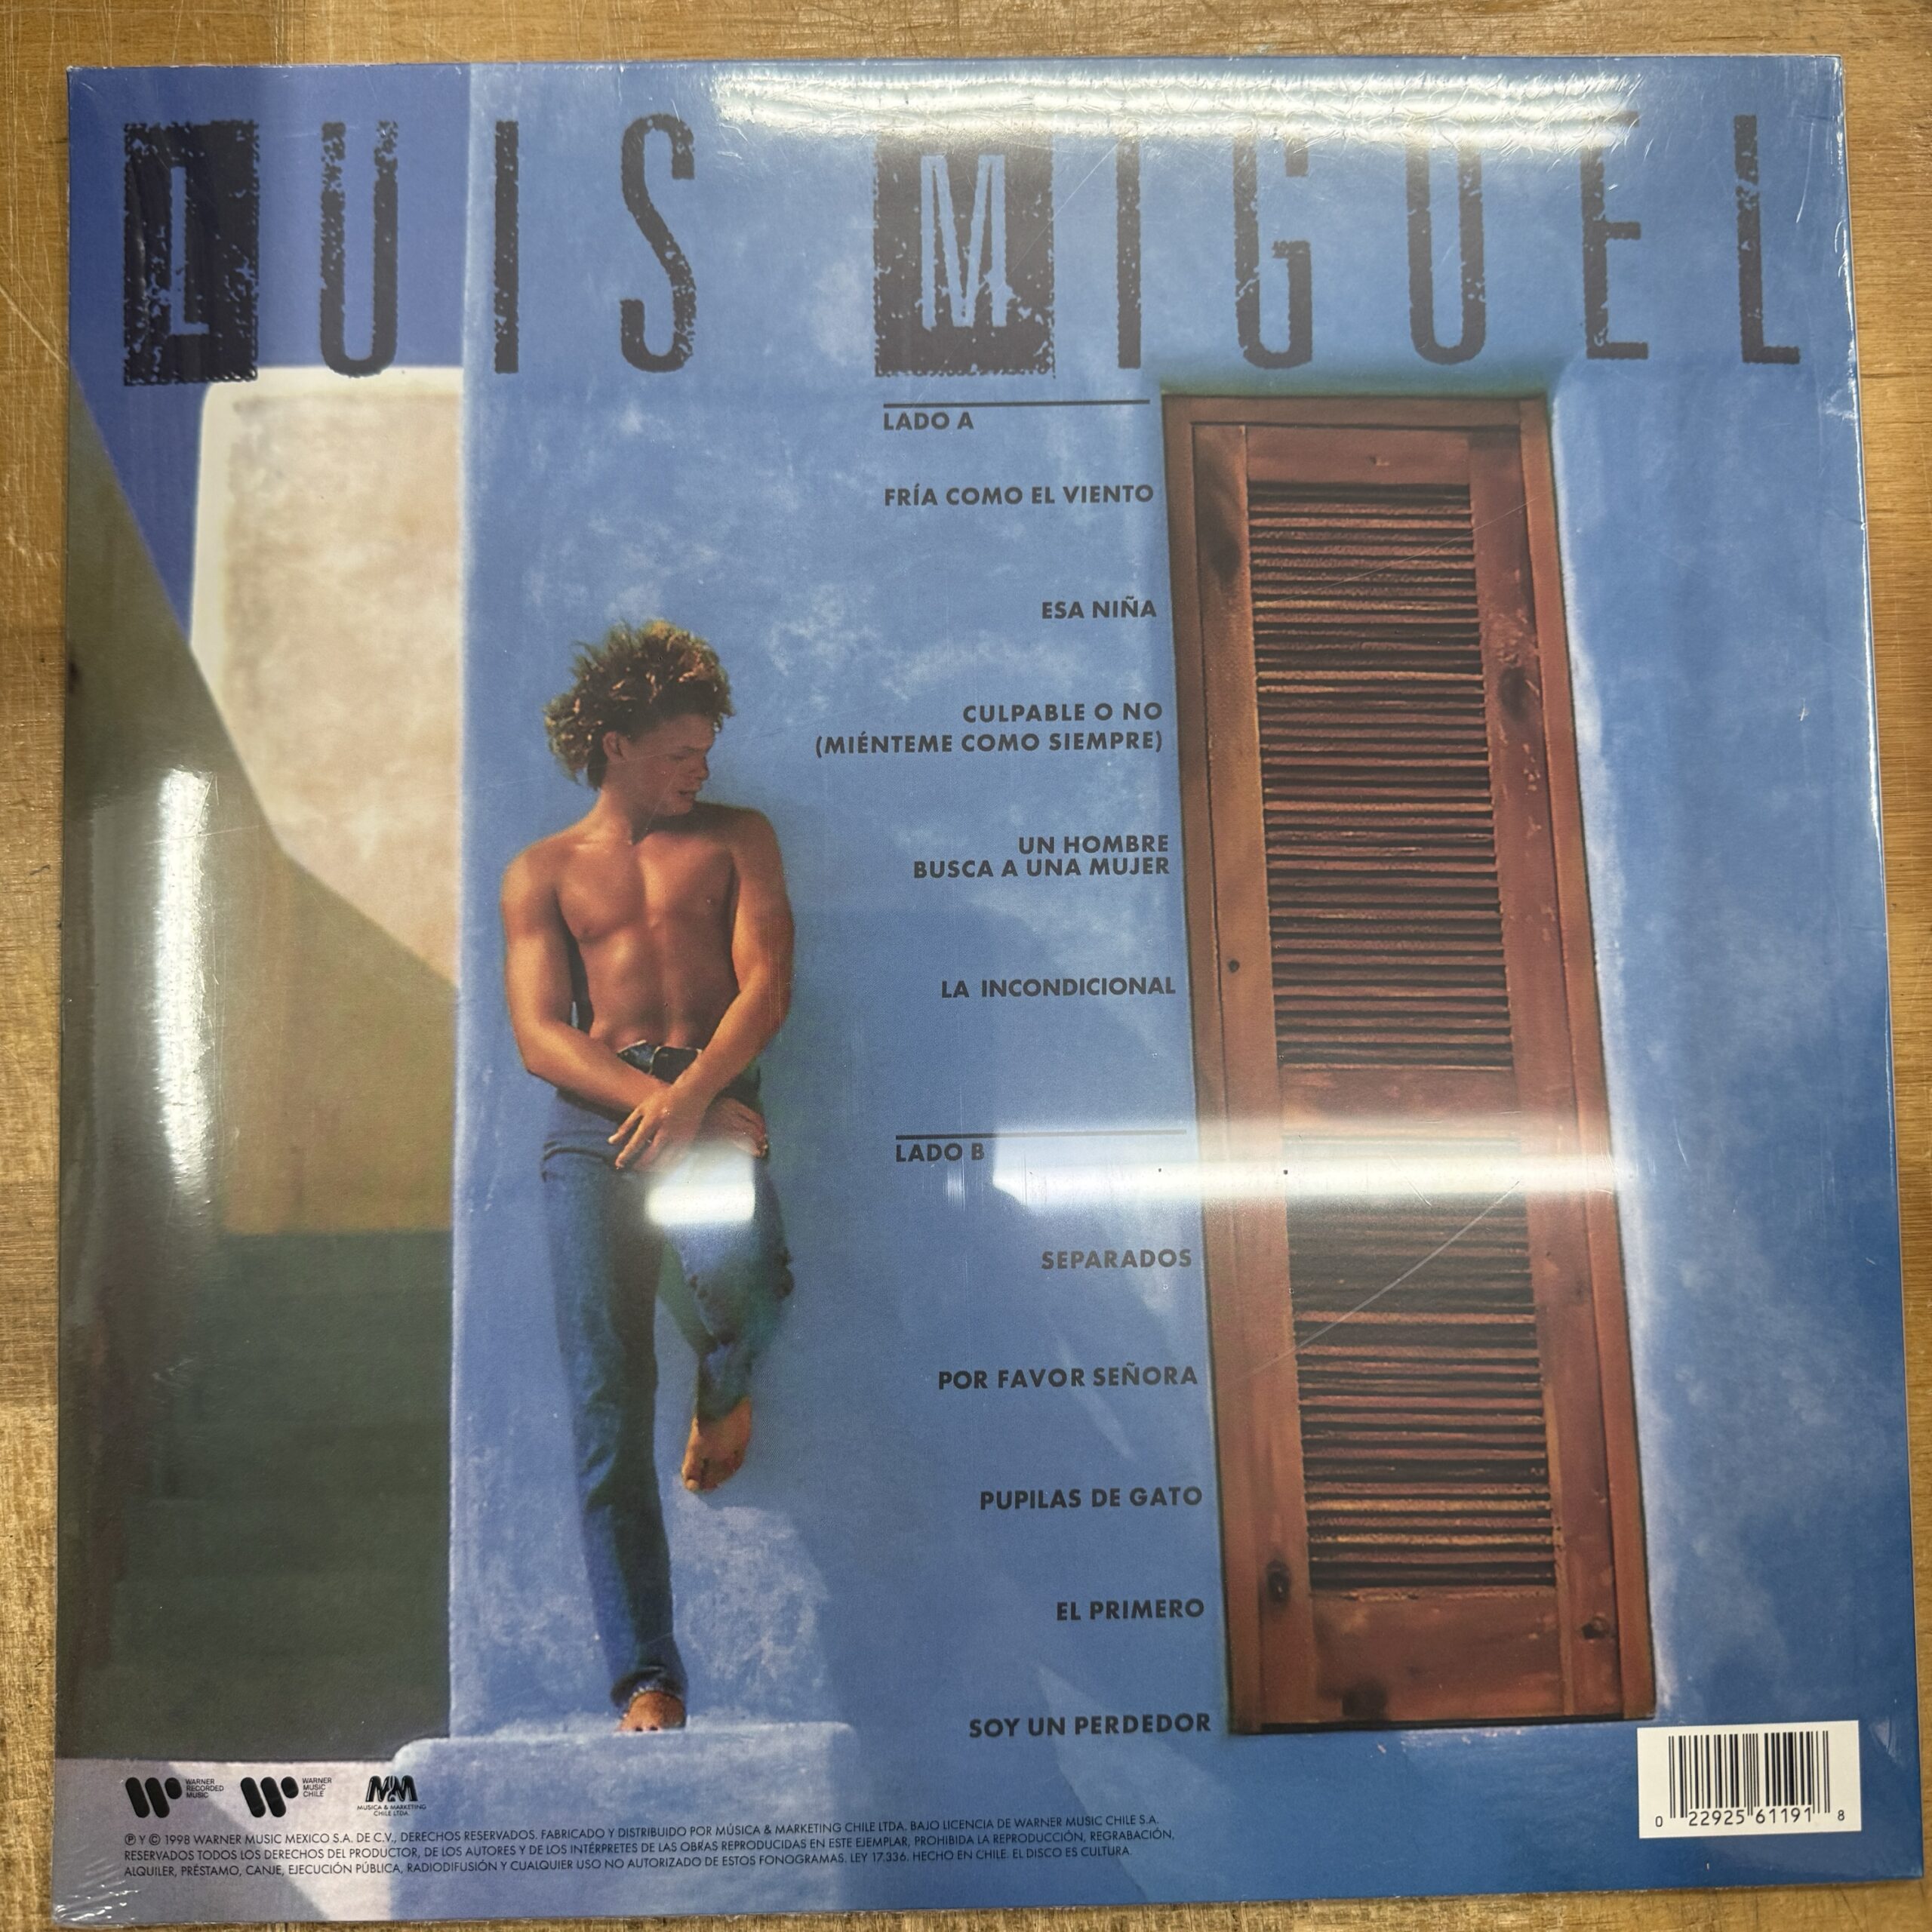 LUIS MIGUEL
LADO A
FRÍA COMO EL VIENTO
ESA NIÑA
CULPABLE O NO
(MIÉNTEME COMO SIEMPRE)
UN HOMBRE
BUSCA A UNA MUJER
LA INCONDICIONAL
LADO B
SEPARADOS
POR FAVOR SEÑORA
PUPILAS DE GATO
EL PRIMERO
SOY UN PERDEDOR
WARNER
RECORDED
MUSIC
WARNER
MUSIC
CHILE
MUSICA & MARKETING
CHILE LTDA.
℗ Y © 1998 WARNER MUSIC MEXICO S.A. DE C.V., DERECHOS RESERVADOS. FABRICADO Y DISTRIBUIDO POR MÚSICA & MARKETING CHILE LTDA. BAJO LICENCIA DE WARNER MUSIC CHILE S.A.
RESERVADOS TODOS LOS DERECHOS DEL PRODUCTOR, DE LOS AUTORES Y DE LOS INTÉRPRETES DE LAS OBRAS REPRODUCIDAS EN ESTE EJEMPLAR, PROHIBIDA LA REPRODUCCIÓN, REGRABACIÓN,
ALQUILER, PRÉSTAMO, CANJE, EJECUCIÓN PÚBLICA, RADIODIFUSIÓN Y CUALQUIER USO NO AUTORIZADO DE ESTOS FONOGRAMAS. LEY 17.336. HECHO EN CHILE. EL DISCO ES CULTURA.
0 22925 61191 8